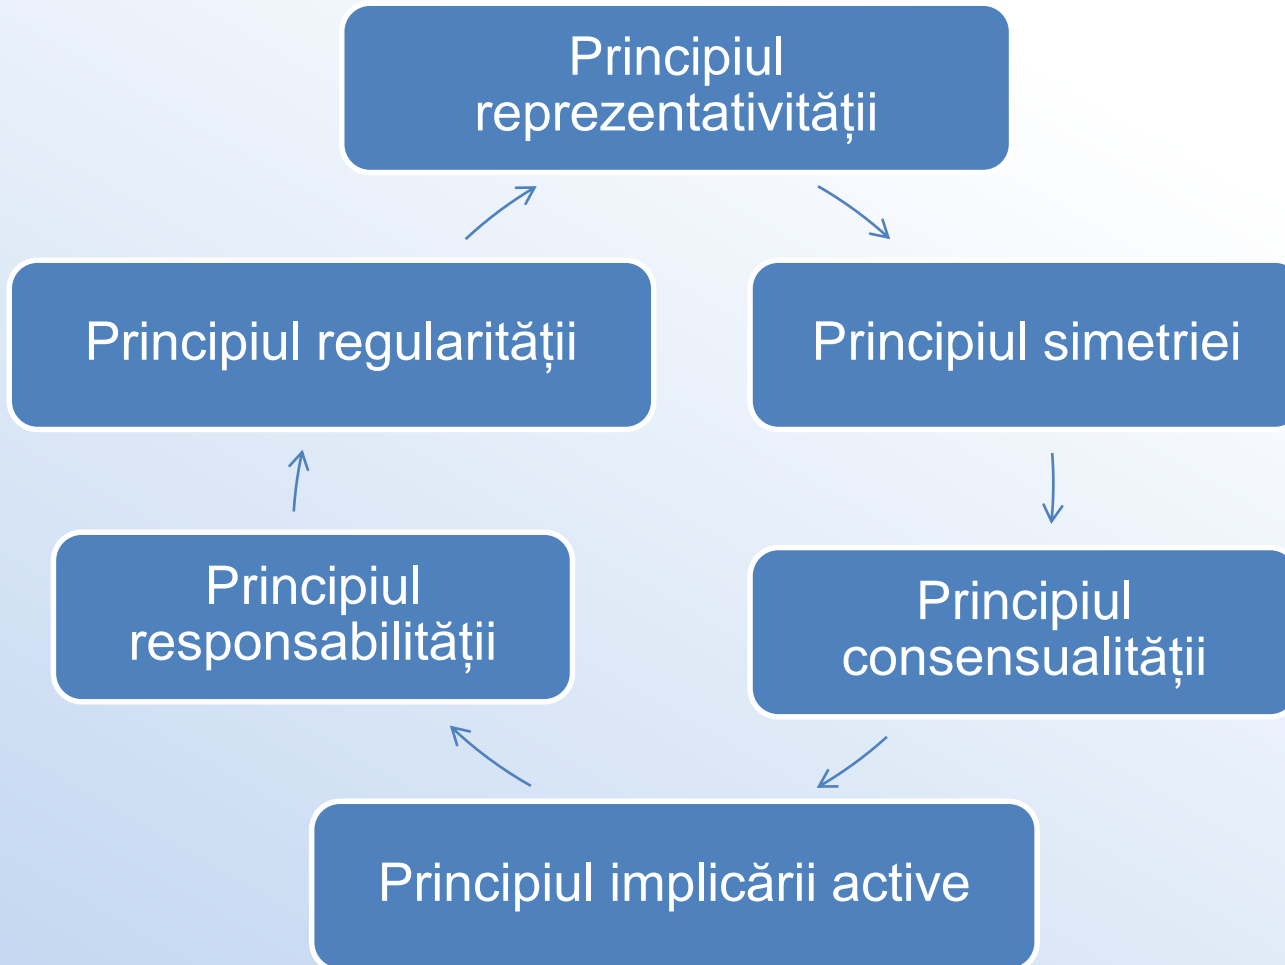 Principiul
reprezentativității
Principiul regularității
Principiul simetriei
Principiul
responsabilității
Principiul
consensualității
Principiul implicării active